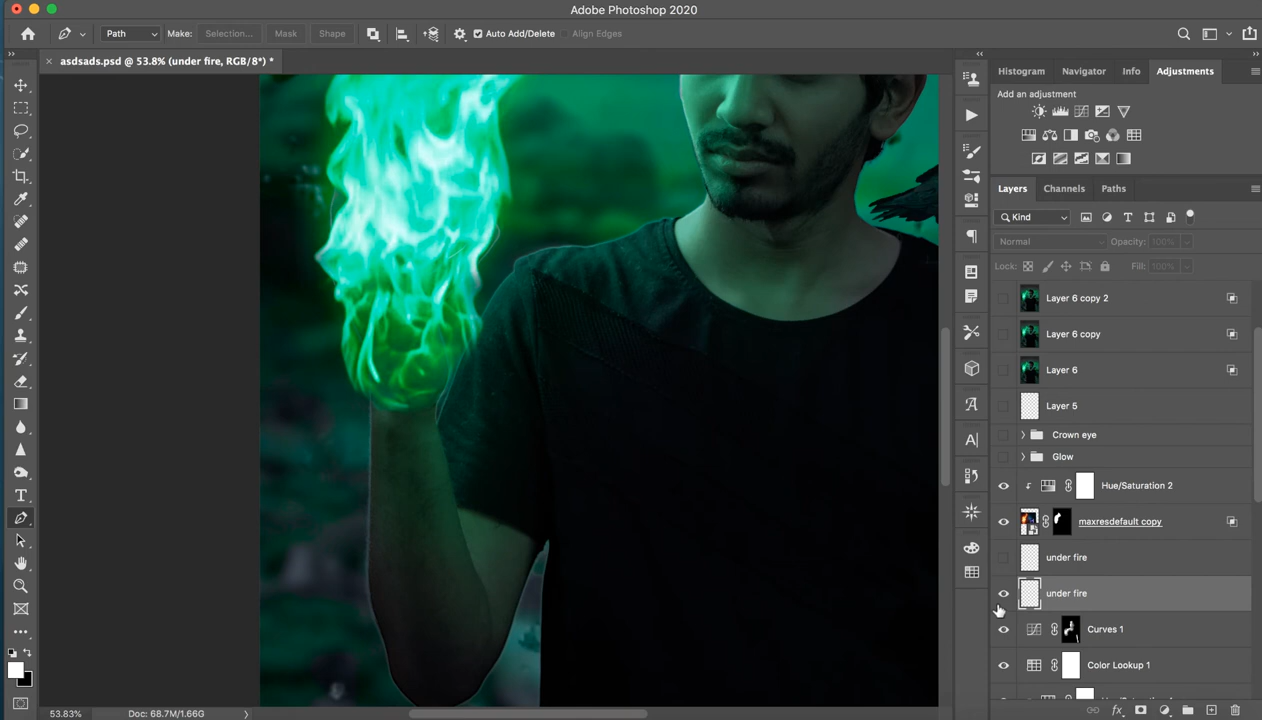 Adobe Photoshop 2020
Path Make: Selection... Mask Shape Auto Add/Delete Align Edges
asdsads.psd @ 53.8% (under fire, RGB/8*) *
Histogram Navigator Info Adjustments
Add an adjustment
Layers Channels Paths
Kind
Normal Opacity: 100%
Lock: Fill: 100%
Layer 6 copy 2
Layer 6 copy
Layer 6
Layer 5
Crown eye
Glow
Hue/Saturation 2
maxresdefault copy
under fire
under fire
Curves 1
Color Lookup 1
53.83% Doc: 68.7M/1.66G